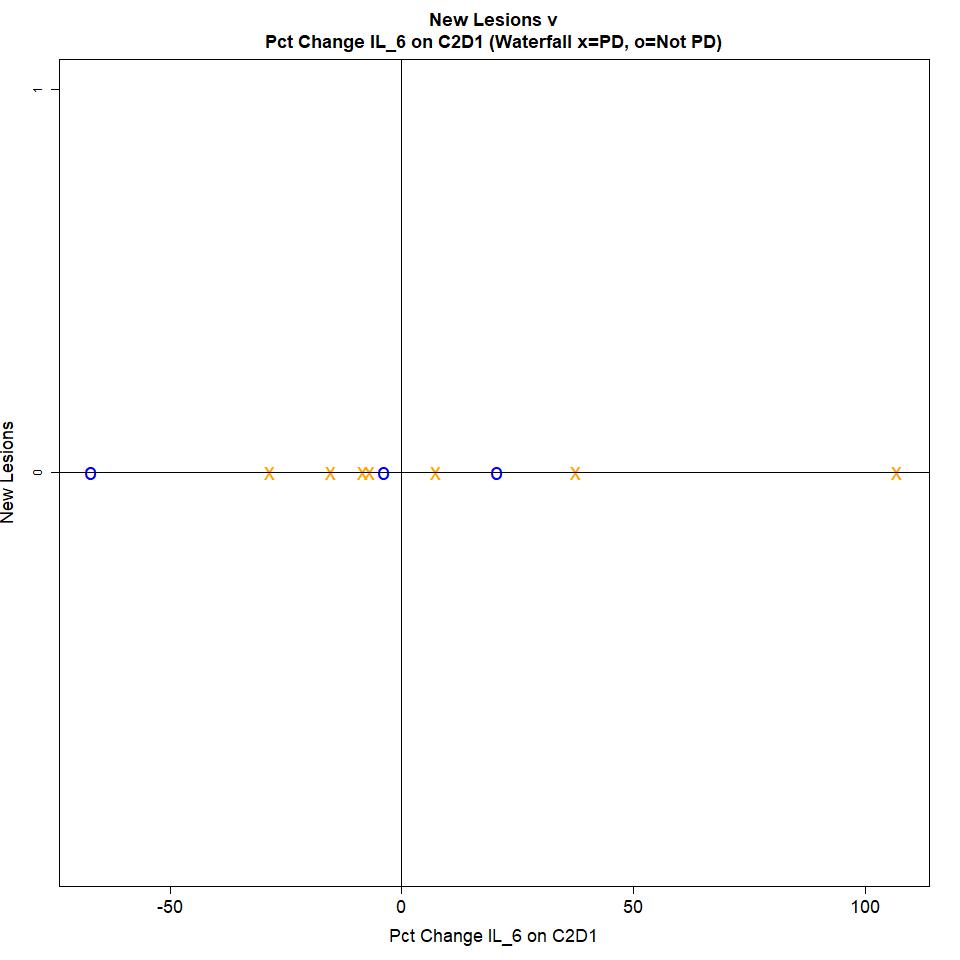 New Lesions v
Pct Change IL_6 on C2D1 (Waterfall x=PD, o=Not PD)
1
0
New Lesions
o x x x x o x o x x
-50 0 50 100
Pct Change IL_6 on C2D1